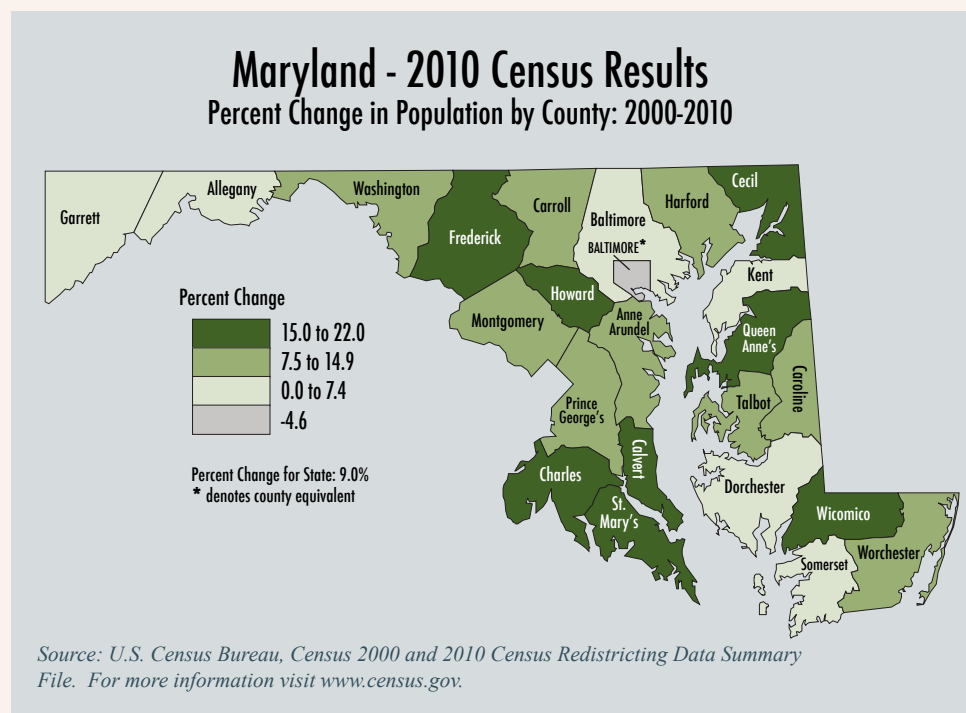 Maryland - 2010 Census Results
Percent Change in Population by County: 2000-2010
Garrett
Allegany
Washington
Frederick
Carroll
Baltimore
BALTIMORE*
Harford
Cecil
Kent
Howard
Montgomery
Anne
Arundel
Queen
Anne's
Caroline
Talbot
Prince
George's
Calvert
Charles
St.
Mary's
Dorchester
Wicomico
Somerset
Worchester
Percent Change
15.0 to 22.0
7.5 to 14.9
0.0 to 7.4
-4.6
Percent Change for State: 9.0%
* denotes county equivalent
Source: U.S. Census Bureau, Census 2000 and 2010 Census Redistricting Data Summary
File. For more information visit www.census.gov.